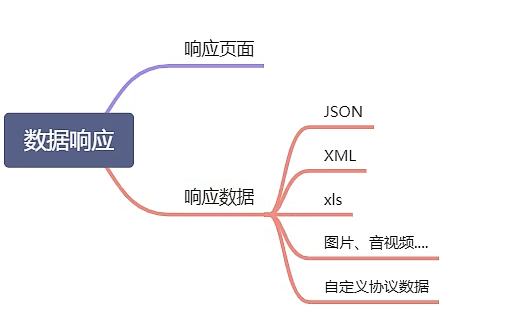 响应页面
JSON
数据响应
XML
响应数据
xls
图片、音视频....
自定义协议数据